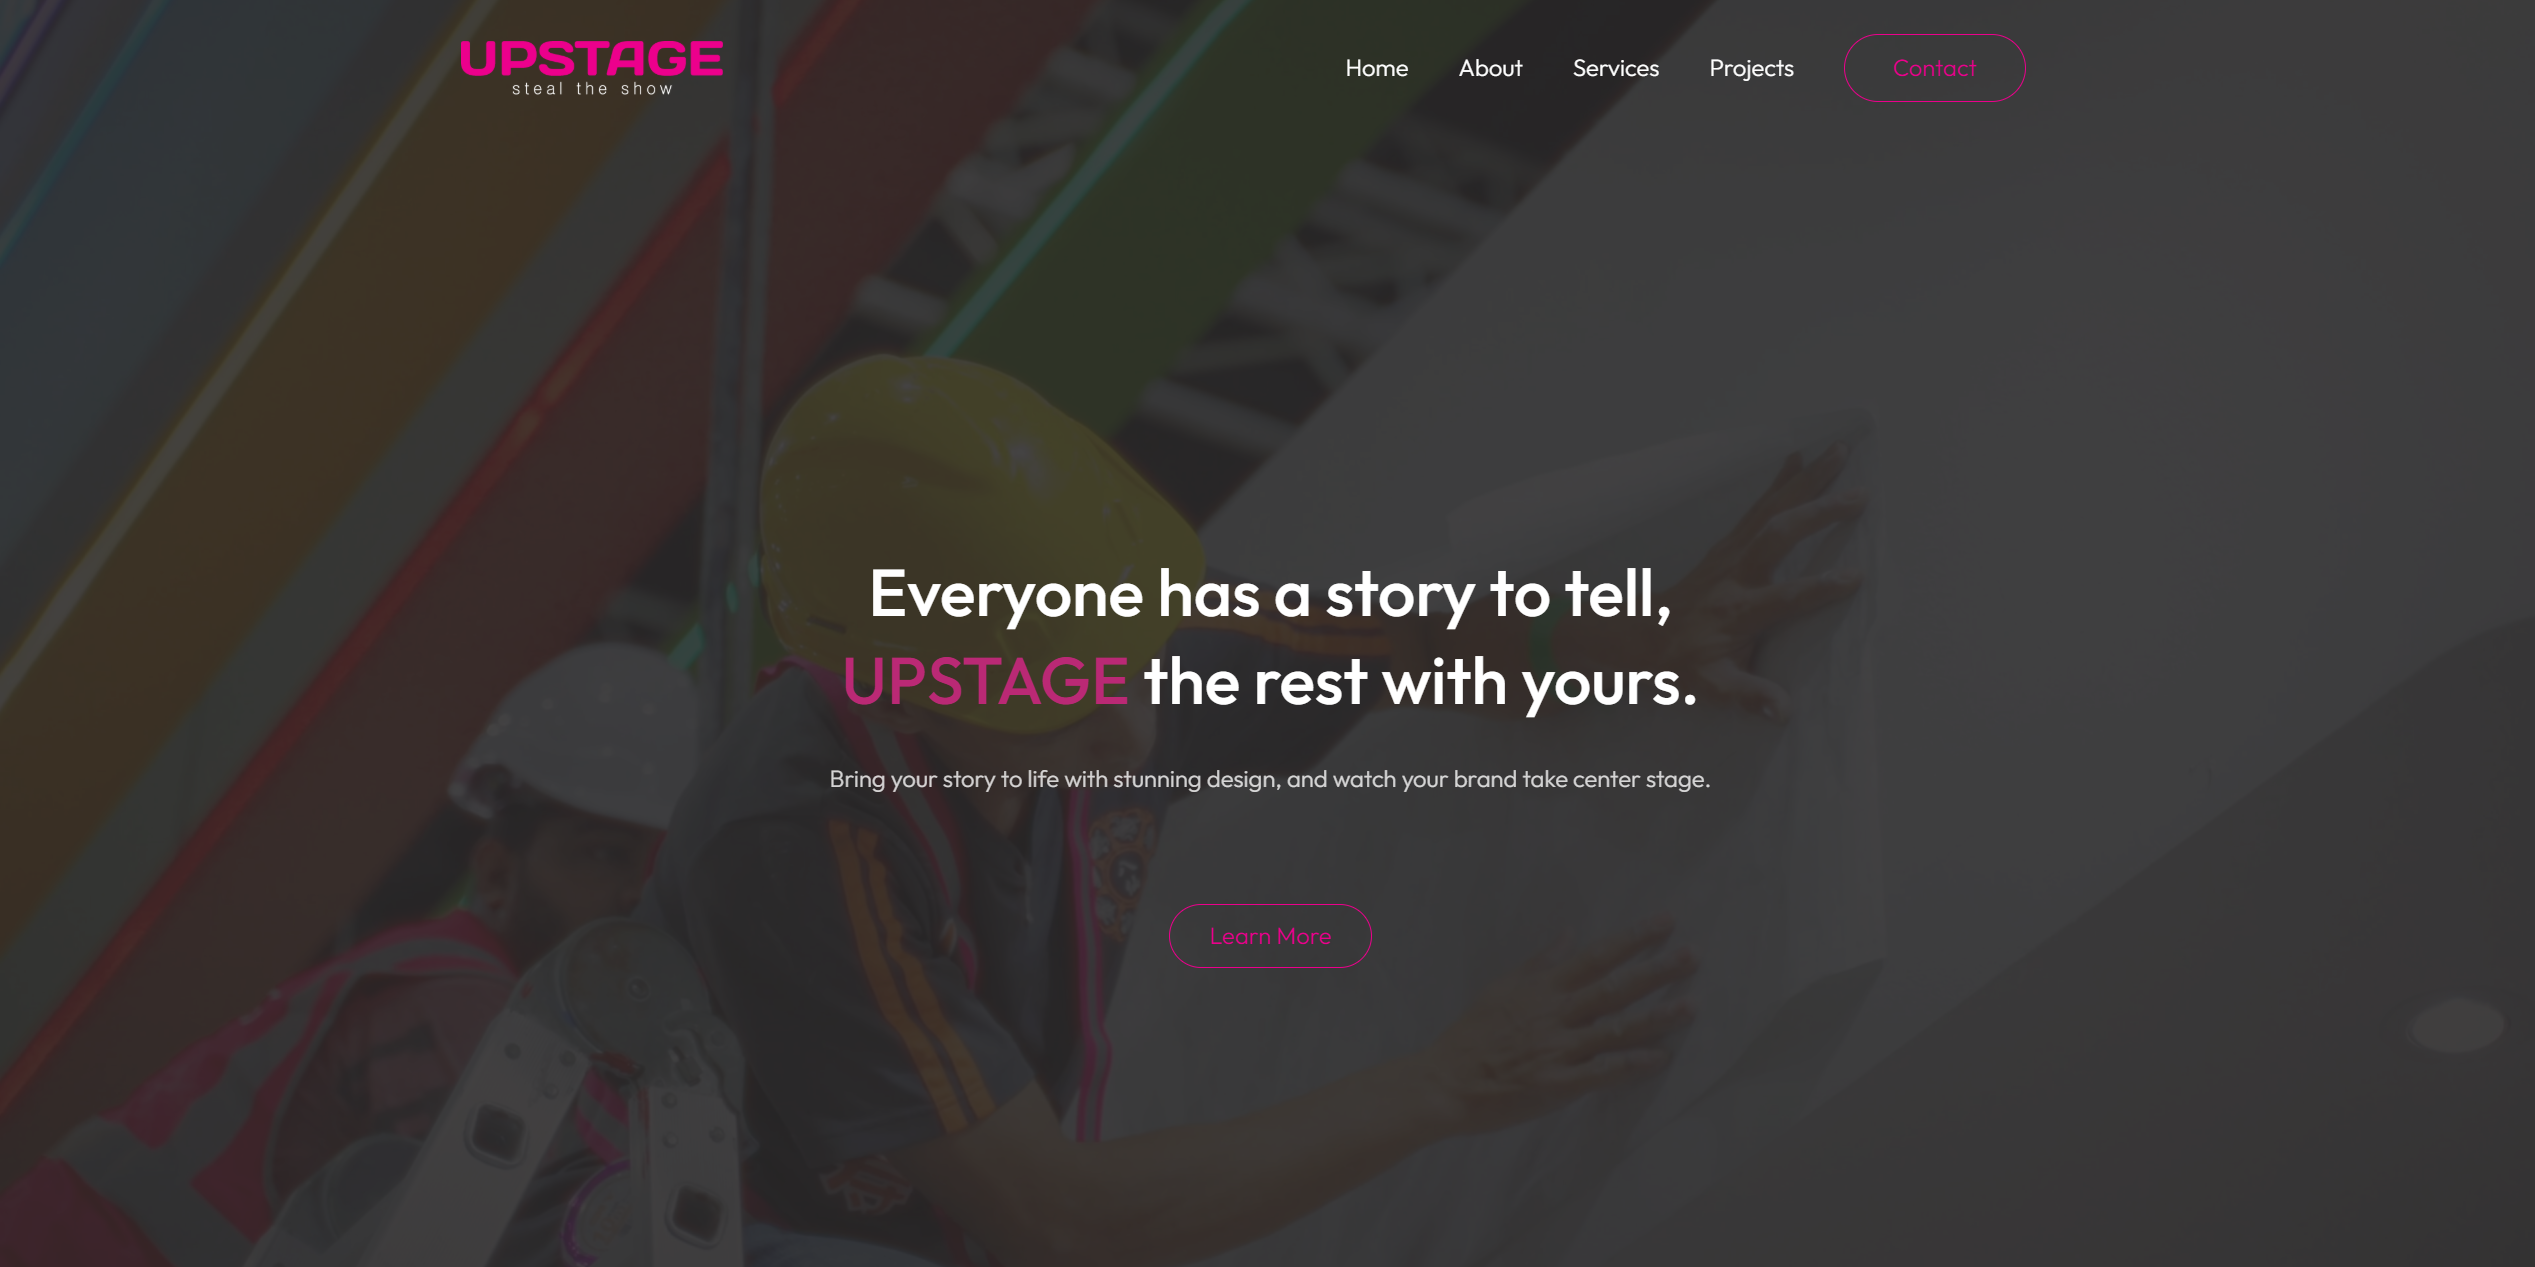 UPSTAGE
steal the show
Home About Services Projects Contact
Everyone has a story to tell,
UPSTAGE the rest with yours.
Bring your story to life with stunning design, and watch your brand take center stage.
Learn More